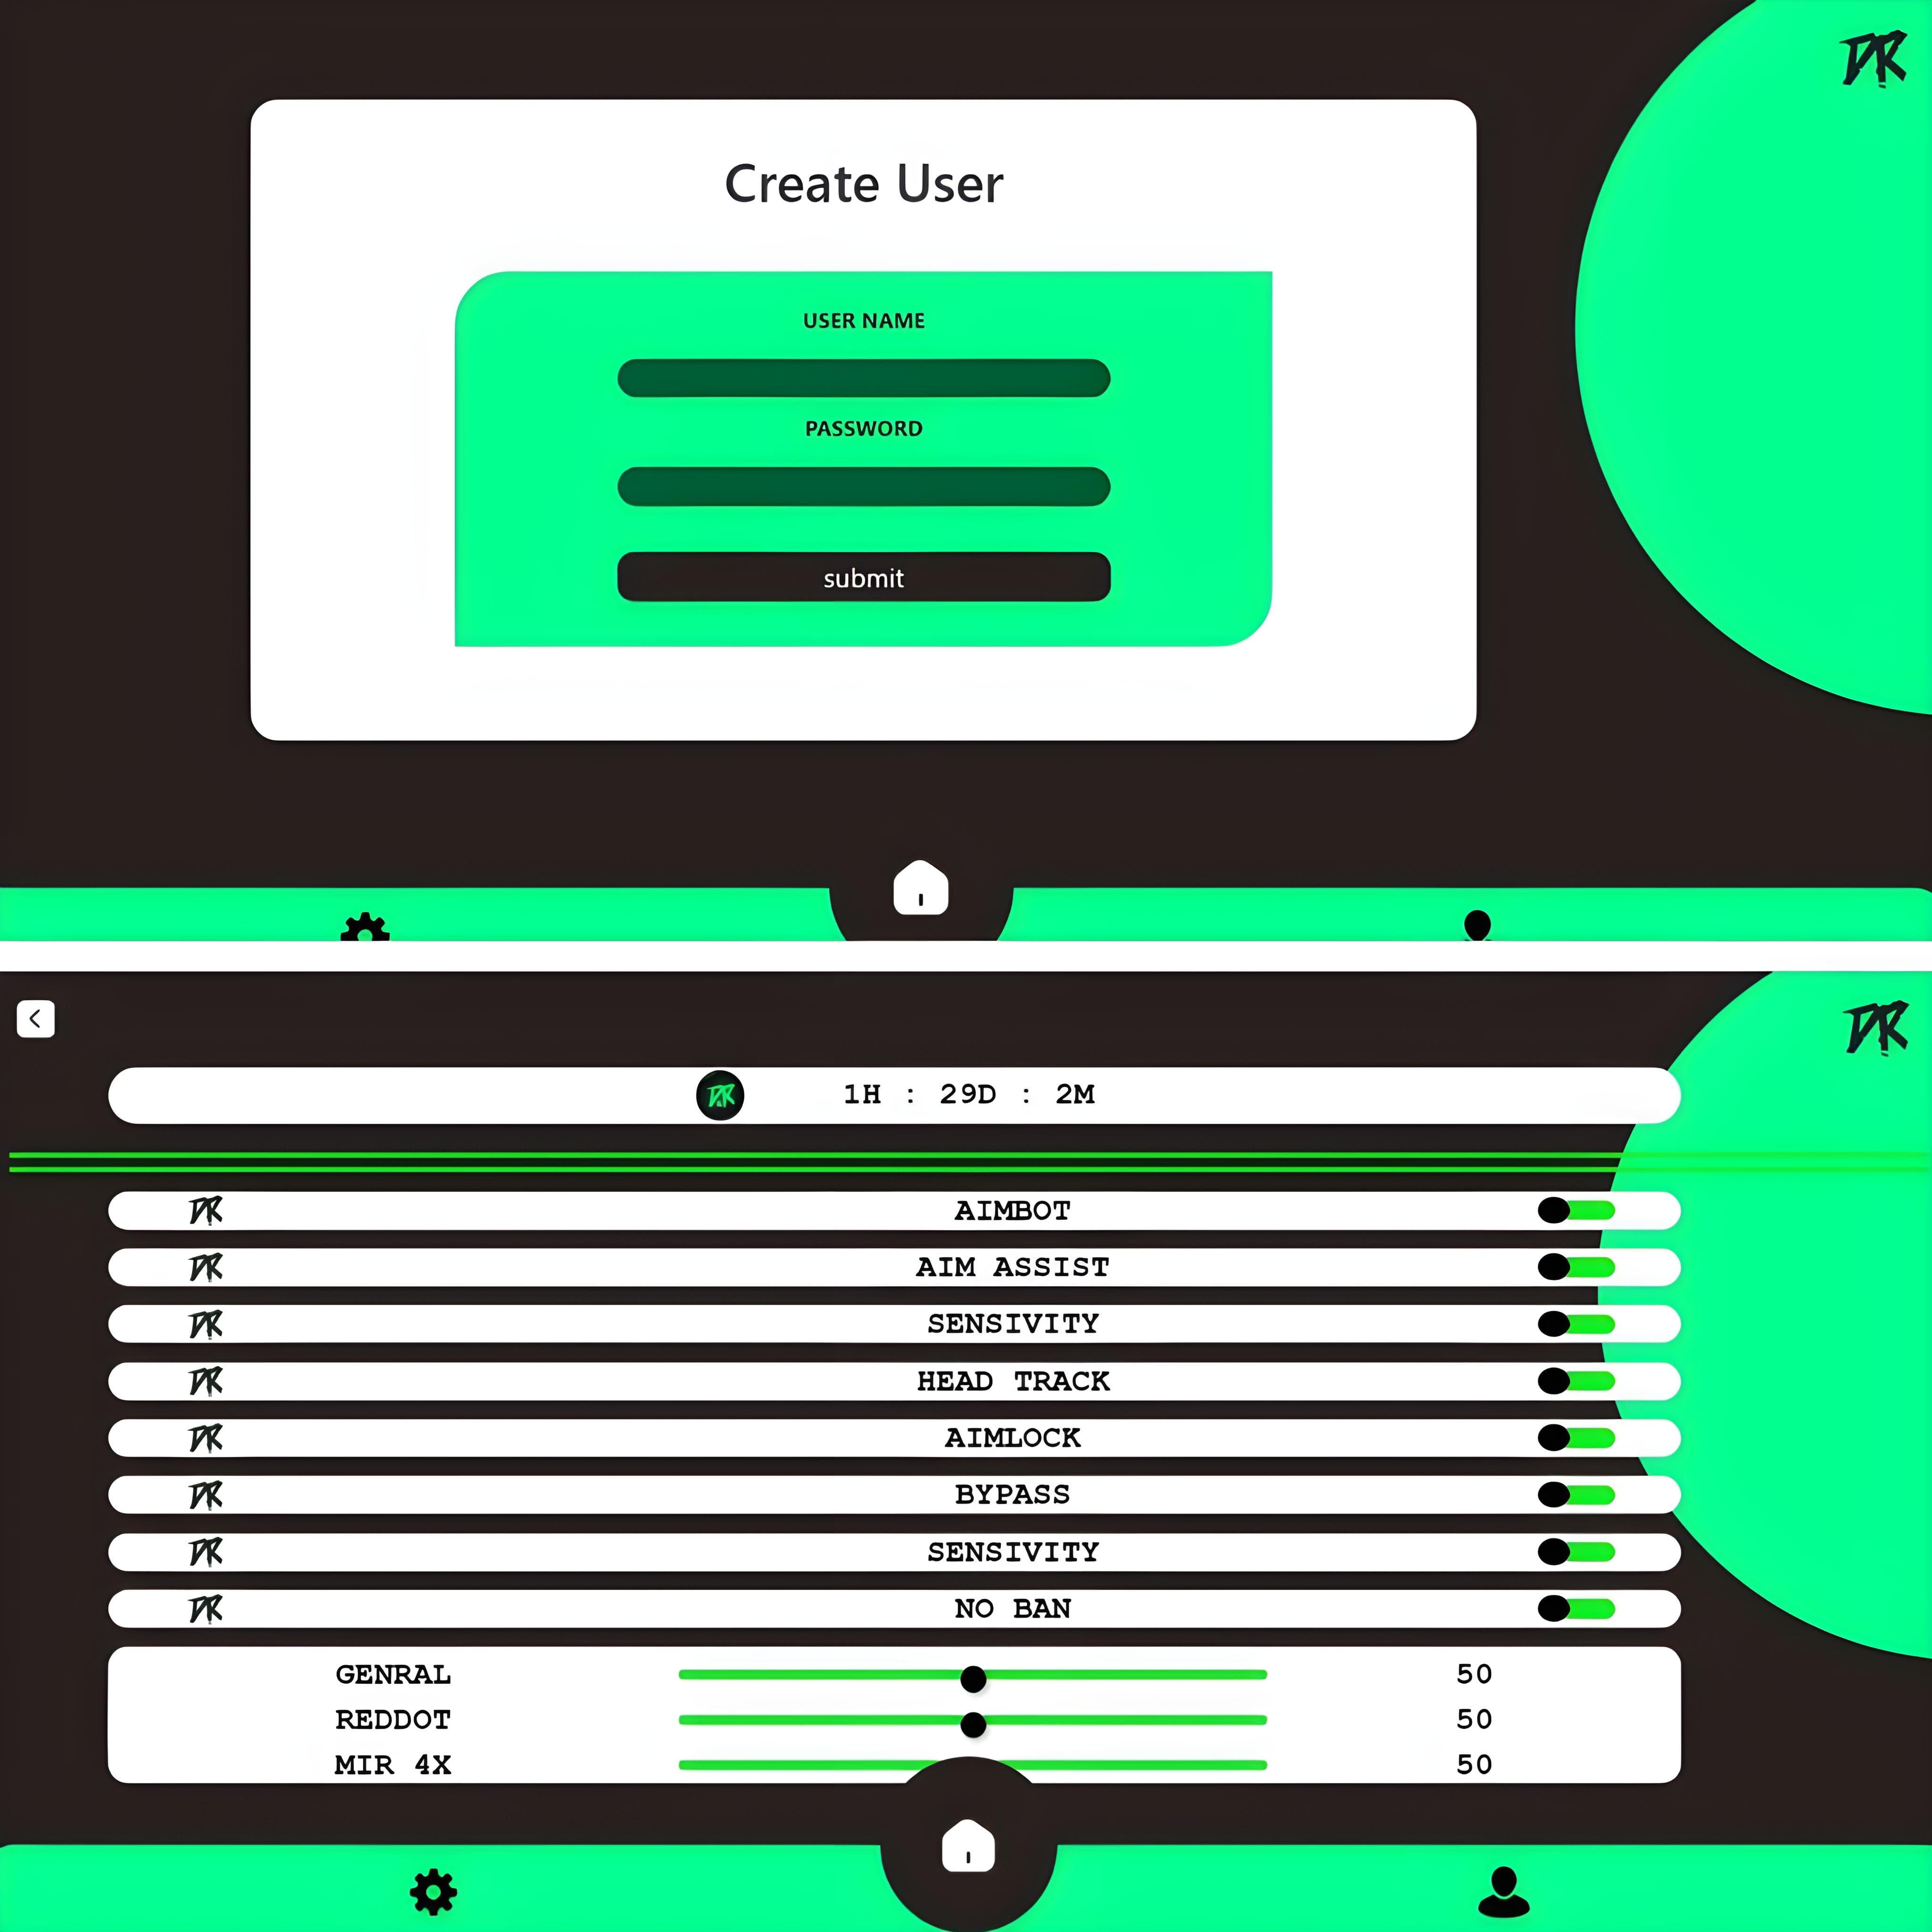 DR
Create User
USER NAME
PASSWORD
submit
DR
DR 1H : 29D : 2M
DR AIMBOT
DR AIM ASSIST
DR SENSIVITY
DR HEAD TRACK
DR AIMLOCK
DR BYPASS
DR SENSIVITY
DR NO BAN
GENRAL 50
REDDOT 50
MIR 4X 50